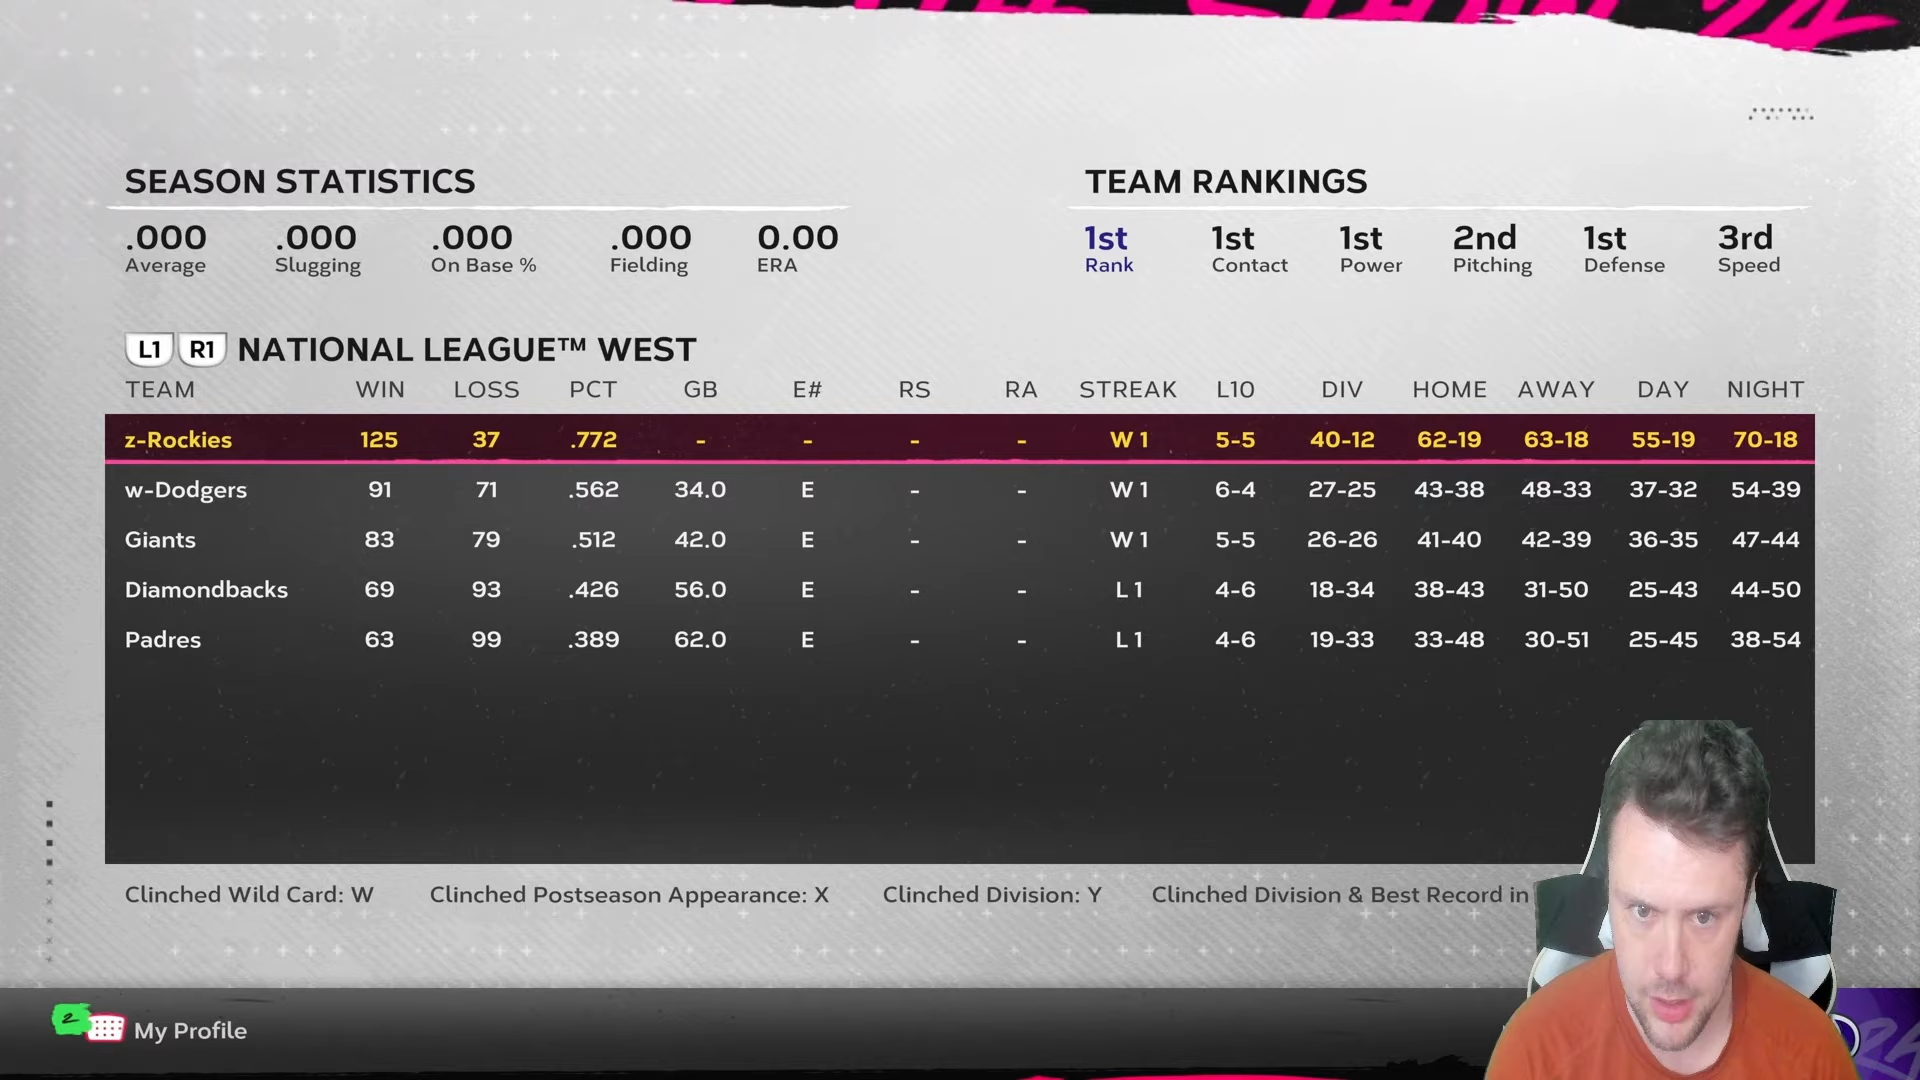 THE SHOW 24
SEASON STATISTICS
.000 .000 .000 .000 0.00
Average Slugging On Base % Fielding ERA
TEAM RANKINGS
1st 1st 1st 2nd 1st 3rd
Rank Contact Power Pitching Defense Speed
L1 R1 NATIONAL LEAGUE™ WEST
TEAM WIN LOSS PCT GB E# RS RA STREAK L10 DIV HOME AWAY DAY NIGHT
z-Rockies 125 37 .772 - - - - W 1 5-5 40-12 62-19 63-18 55-19 70-18
w-Dodgers 91 71 .562 34.0 E - - W 1 6-4 27-25 43-38 48-33 37-32 54-39
Giants 83 79 .512 42.0 E - - W 1 5-5 26-26 41-40 42-39 36-35 47-44
Diamondbacks 69 93 .426 56.0 E - - L 1 4-6 18-34 38-43 31-50 25-43 44-50
Padres 63 99 .389 62.0 E - - L 1 4-6 19-33 33-48 30-51 25-45 38-54
Clinched Wild Card: W Clinched Postseason Appearance: X Clinched Division: Y Clinched Division & Best Record in
2 My Profile